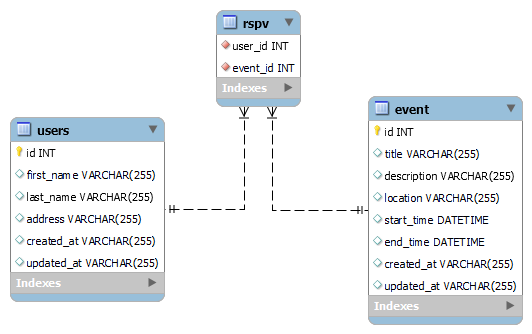 rspv
user_id INT
event_id INT
Indexes
users
id INT
first_name VARCHAR(255)
last_name VARCHAR(255)
address VARCHAR(255)
created_at VARCHAR(255)
updated_at VARCHAR(255)
Indexes
event
id INT
title VARCHAR(255)
description VARCHAR(255)
location VARCHAR(255)
start_time DATETIME
end_time DATETIME
created_at VARCHAR(255)
updated_at VARCHAR(255)
Indexes